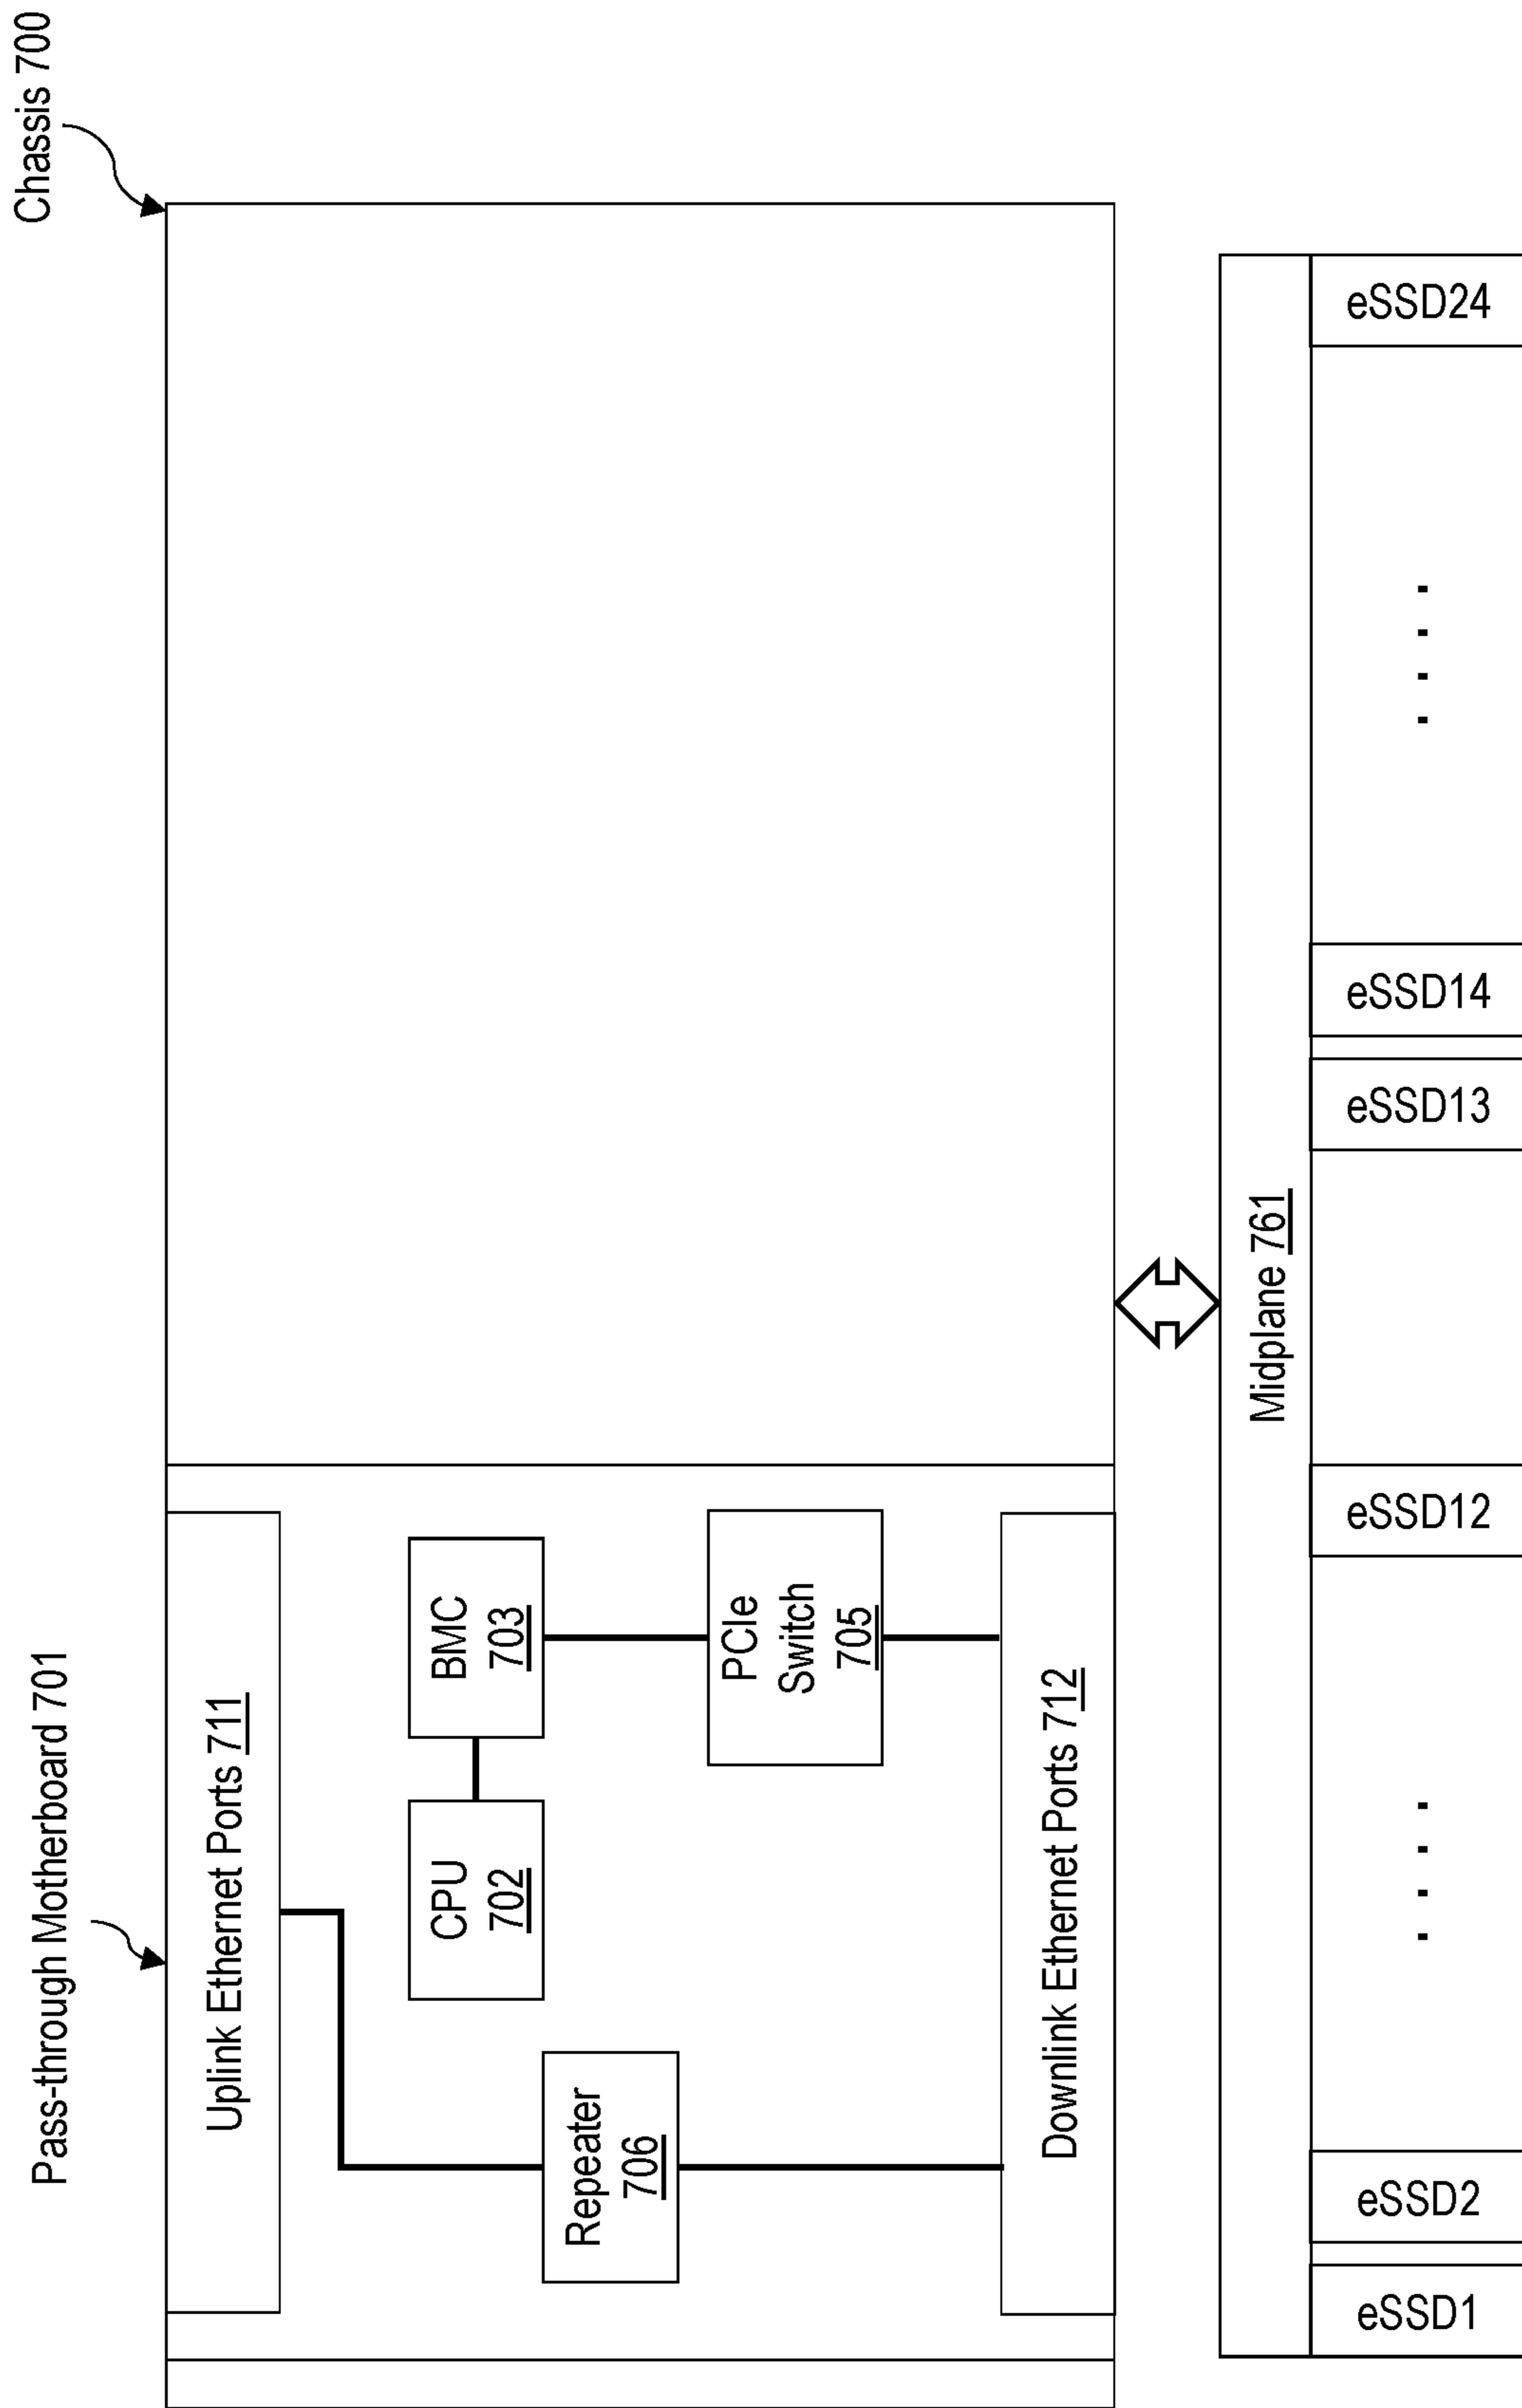 Chassis 700
Pass-through Motherboard 701
Uplink Ethernet Ports 711
CPU
702
BMC
703
Repeater
706
PCIe
Switch
705
Downlink Ethernet Ports 712
Midplane 761
eSSD1
eSSD2
. . . .
eSSD12
eSSD13
eSSD14
. . . .
eSSD24